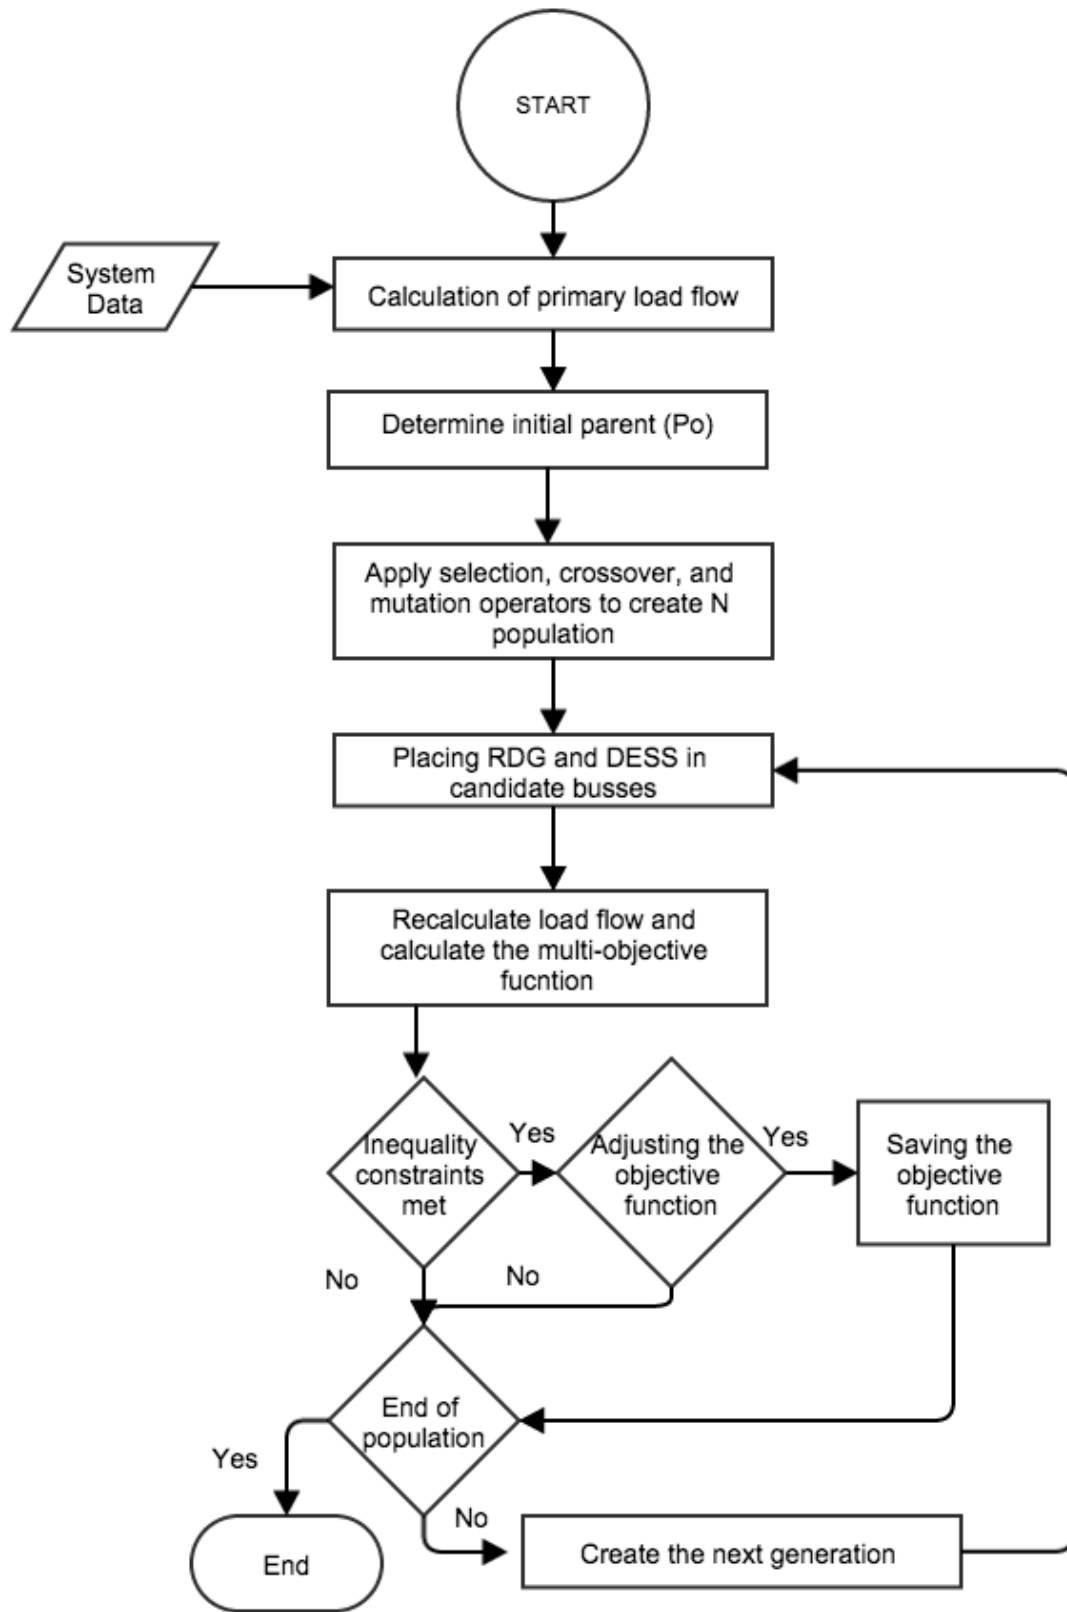 START
System
Data
Calculation of primary load flow
Determine initial parent (Po)
Apply selection, crossover, and
mutation operators to create N
population
Placing RDG and DESS in
candidate busses
Recalculate load flow and
calculate the multi-objective
fucntion
Inequality
constraints
met
Yes
Adjusting the
objective
function
Yes
Saving the
objective
function
No
No
End of
population
Yes
No
End
Create the next generation